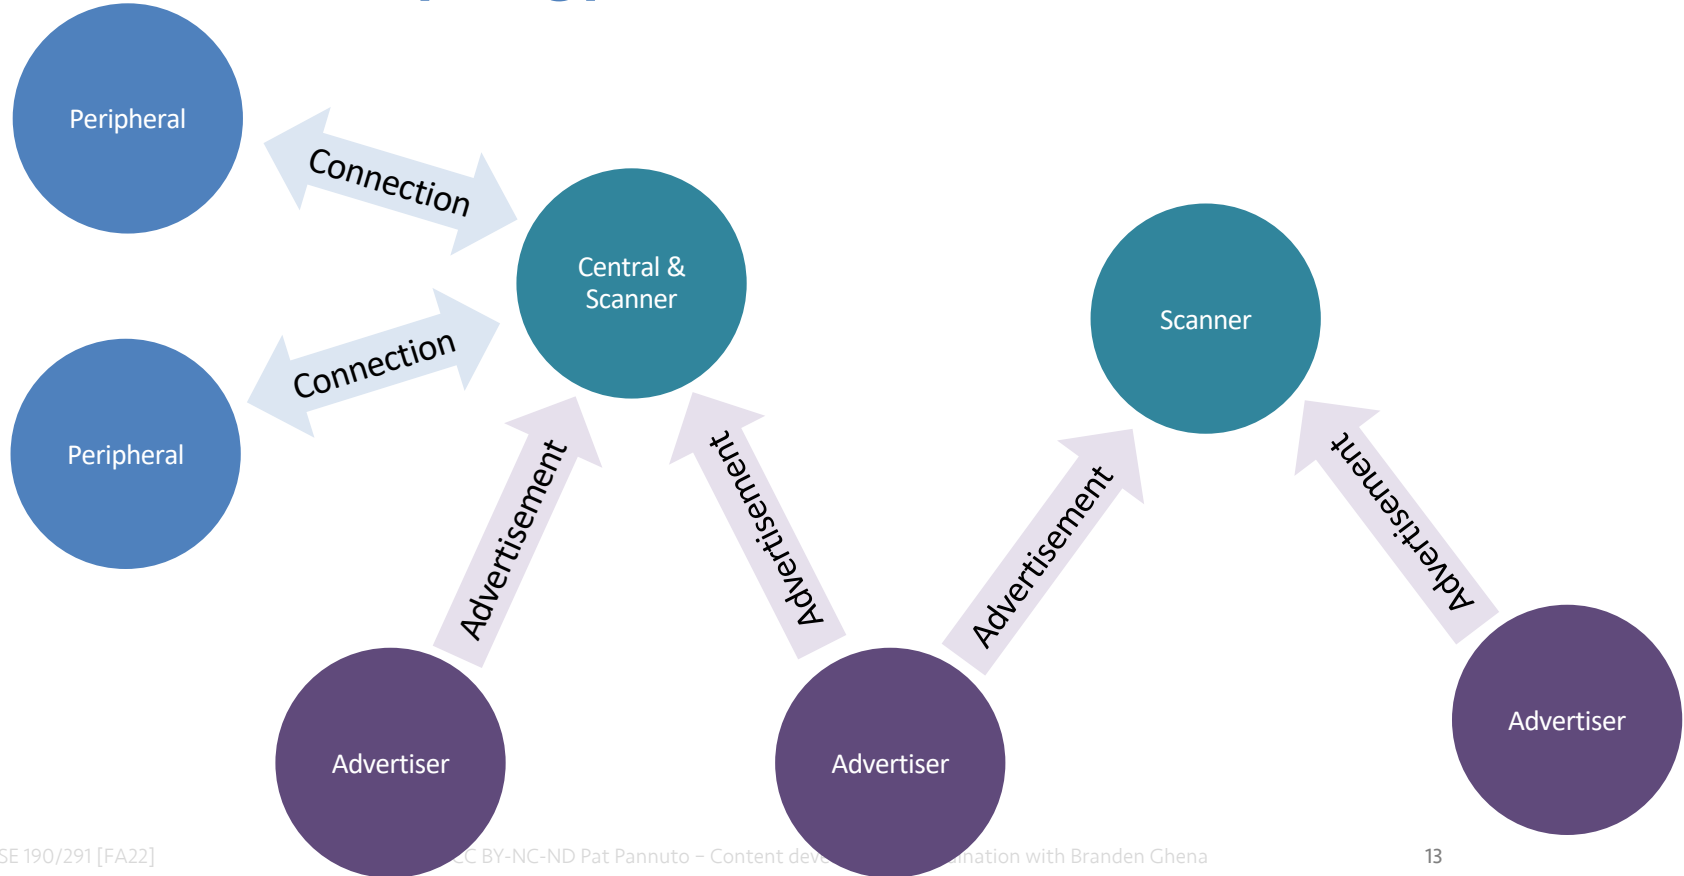 Peripheral
Connection
Central &
Scanner
Scanner
Connection
Peripheral
Advertisement
Advertisement
Advertisement
Advertisement
Advertiser
Advertiser
Advertiser
SE 190/291 [FA22]
CC BY-NC-ND Pat Pannuto – Content deve
ination with Branden Ghena
13